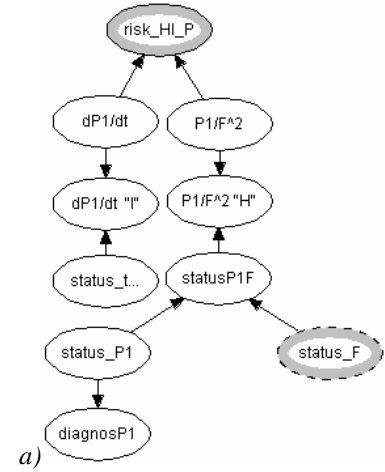 risk_HI_P
dP1/dt
P1/F^2
dP1/dt "I"
P1/F^2 "H"
status_t...
statusP1F
status_P1
status_F
diagnosP1
a)